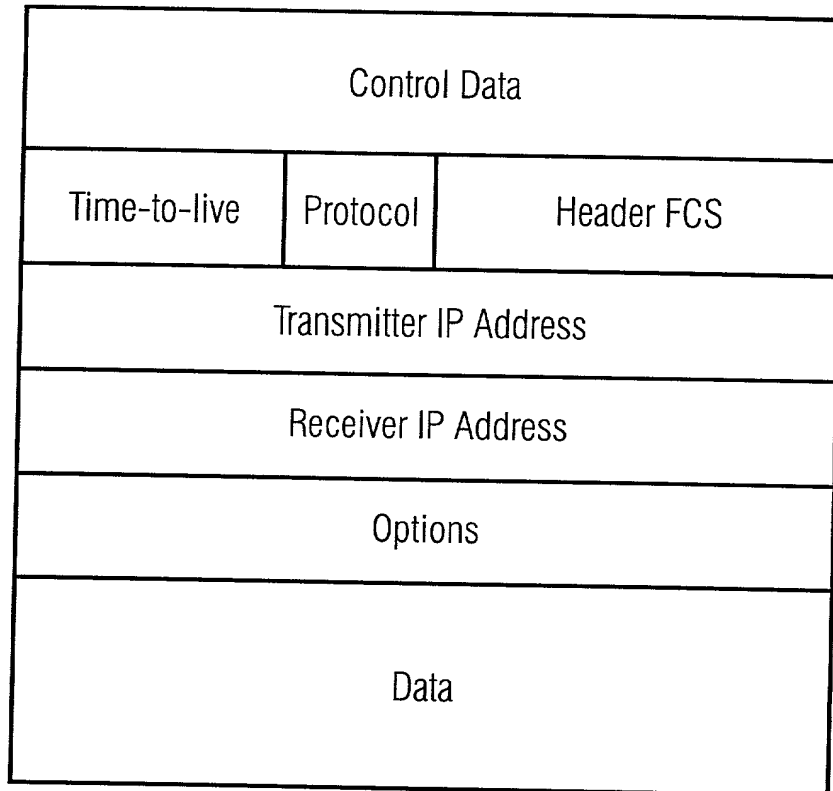 Control Data
Time-to-live Protocol Header FCS
Transmitter IP Address
Receiver IP Address
Options
Data